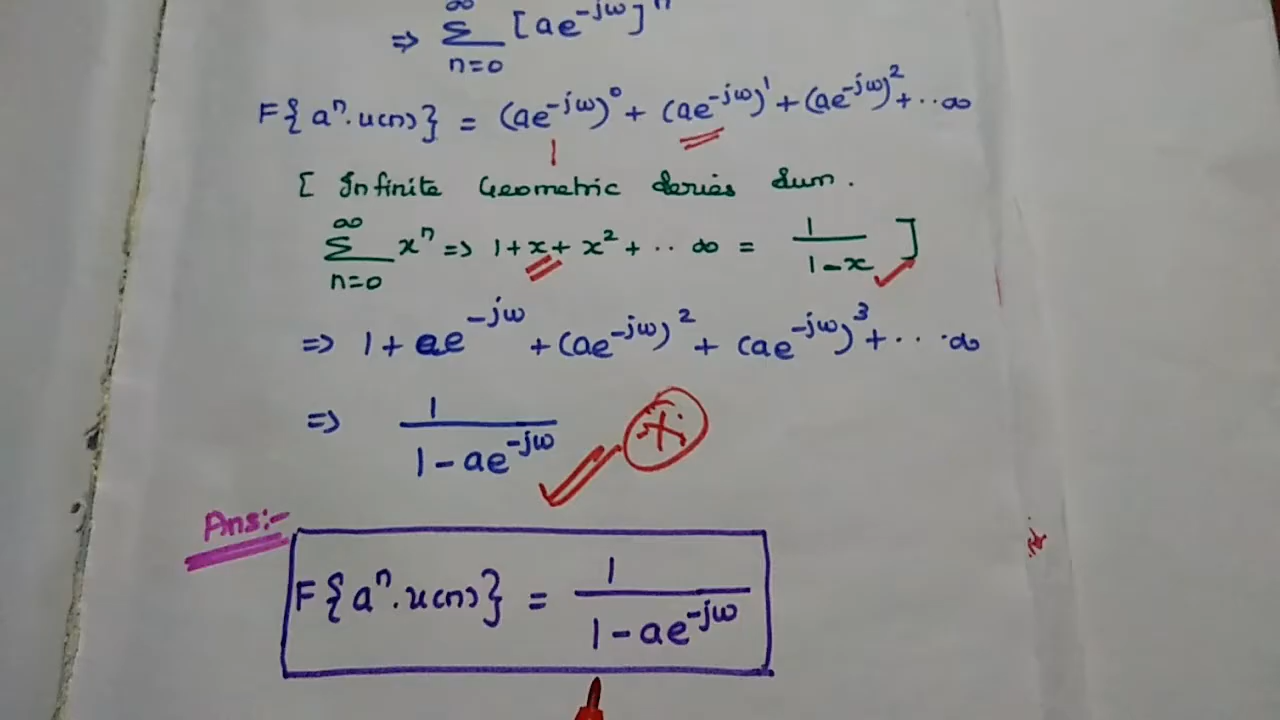 ⇒ ∞Σn=0 [ae^-jω]^n
F{a^n.u(n)} = (ae^-jω)^0 + (ae^-jω)^1 + (ae^-jω)^2 + ..∞
1
[ Infinite Geometric Series Sum.
∞Σn=0 x^n ⇒ 1+x+x^2+ .. ∞ = 1/(1-x) ]
⇒ 1 + ae^-jω + (ae^-jω)^2 + (ae^-jω)^3 + ....∞
⇒ 1/(1-ae^-jω)
Ans:-
F{a^n.u(n)} = 1/(1-ae^-jω)